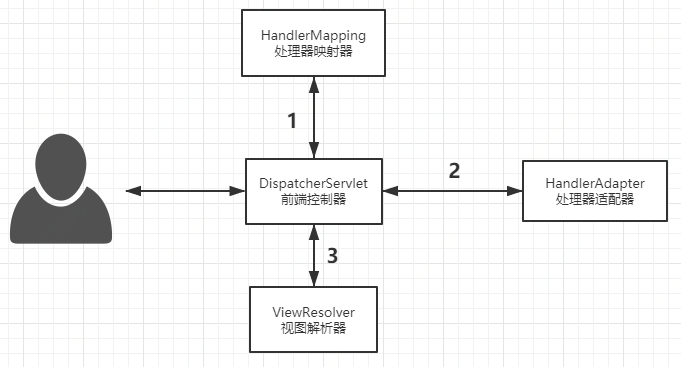 HandlerMapping
处理器映射器
1
DispatcherServlet
前端控制器
2
HandlerAdapter
处理器适配器
3
ViewResolver
视图解析器